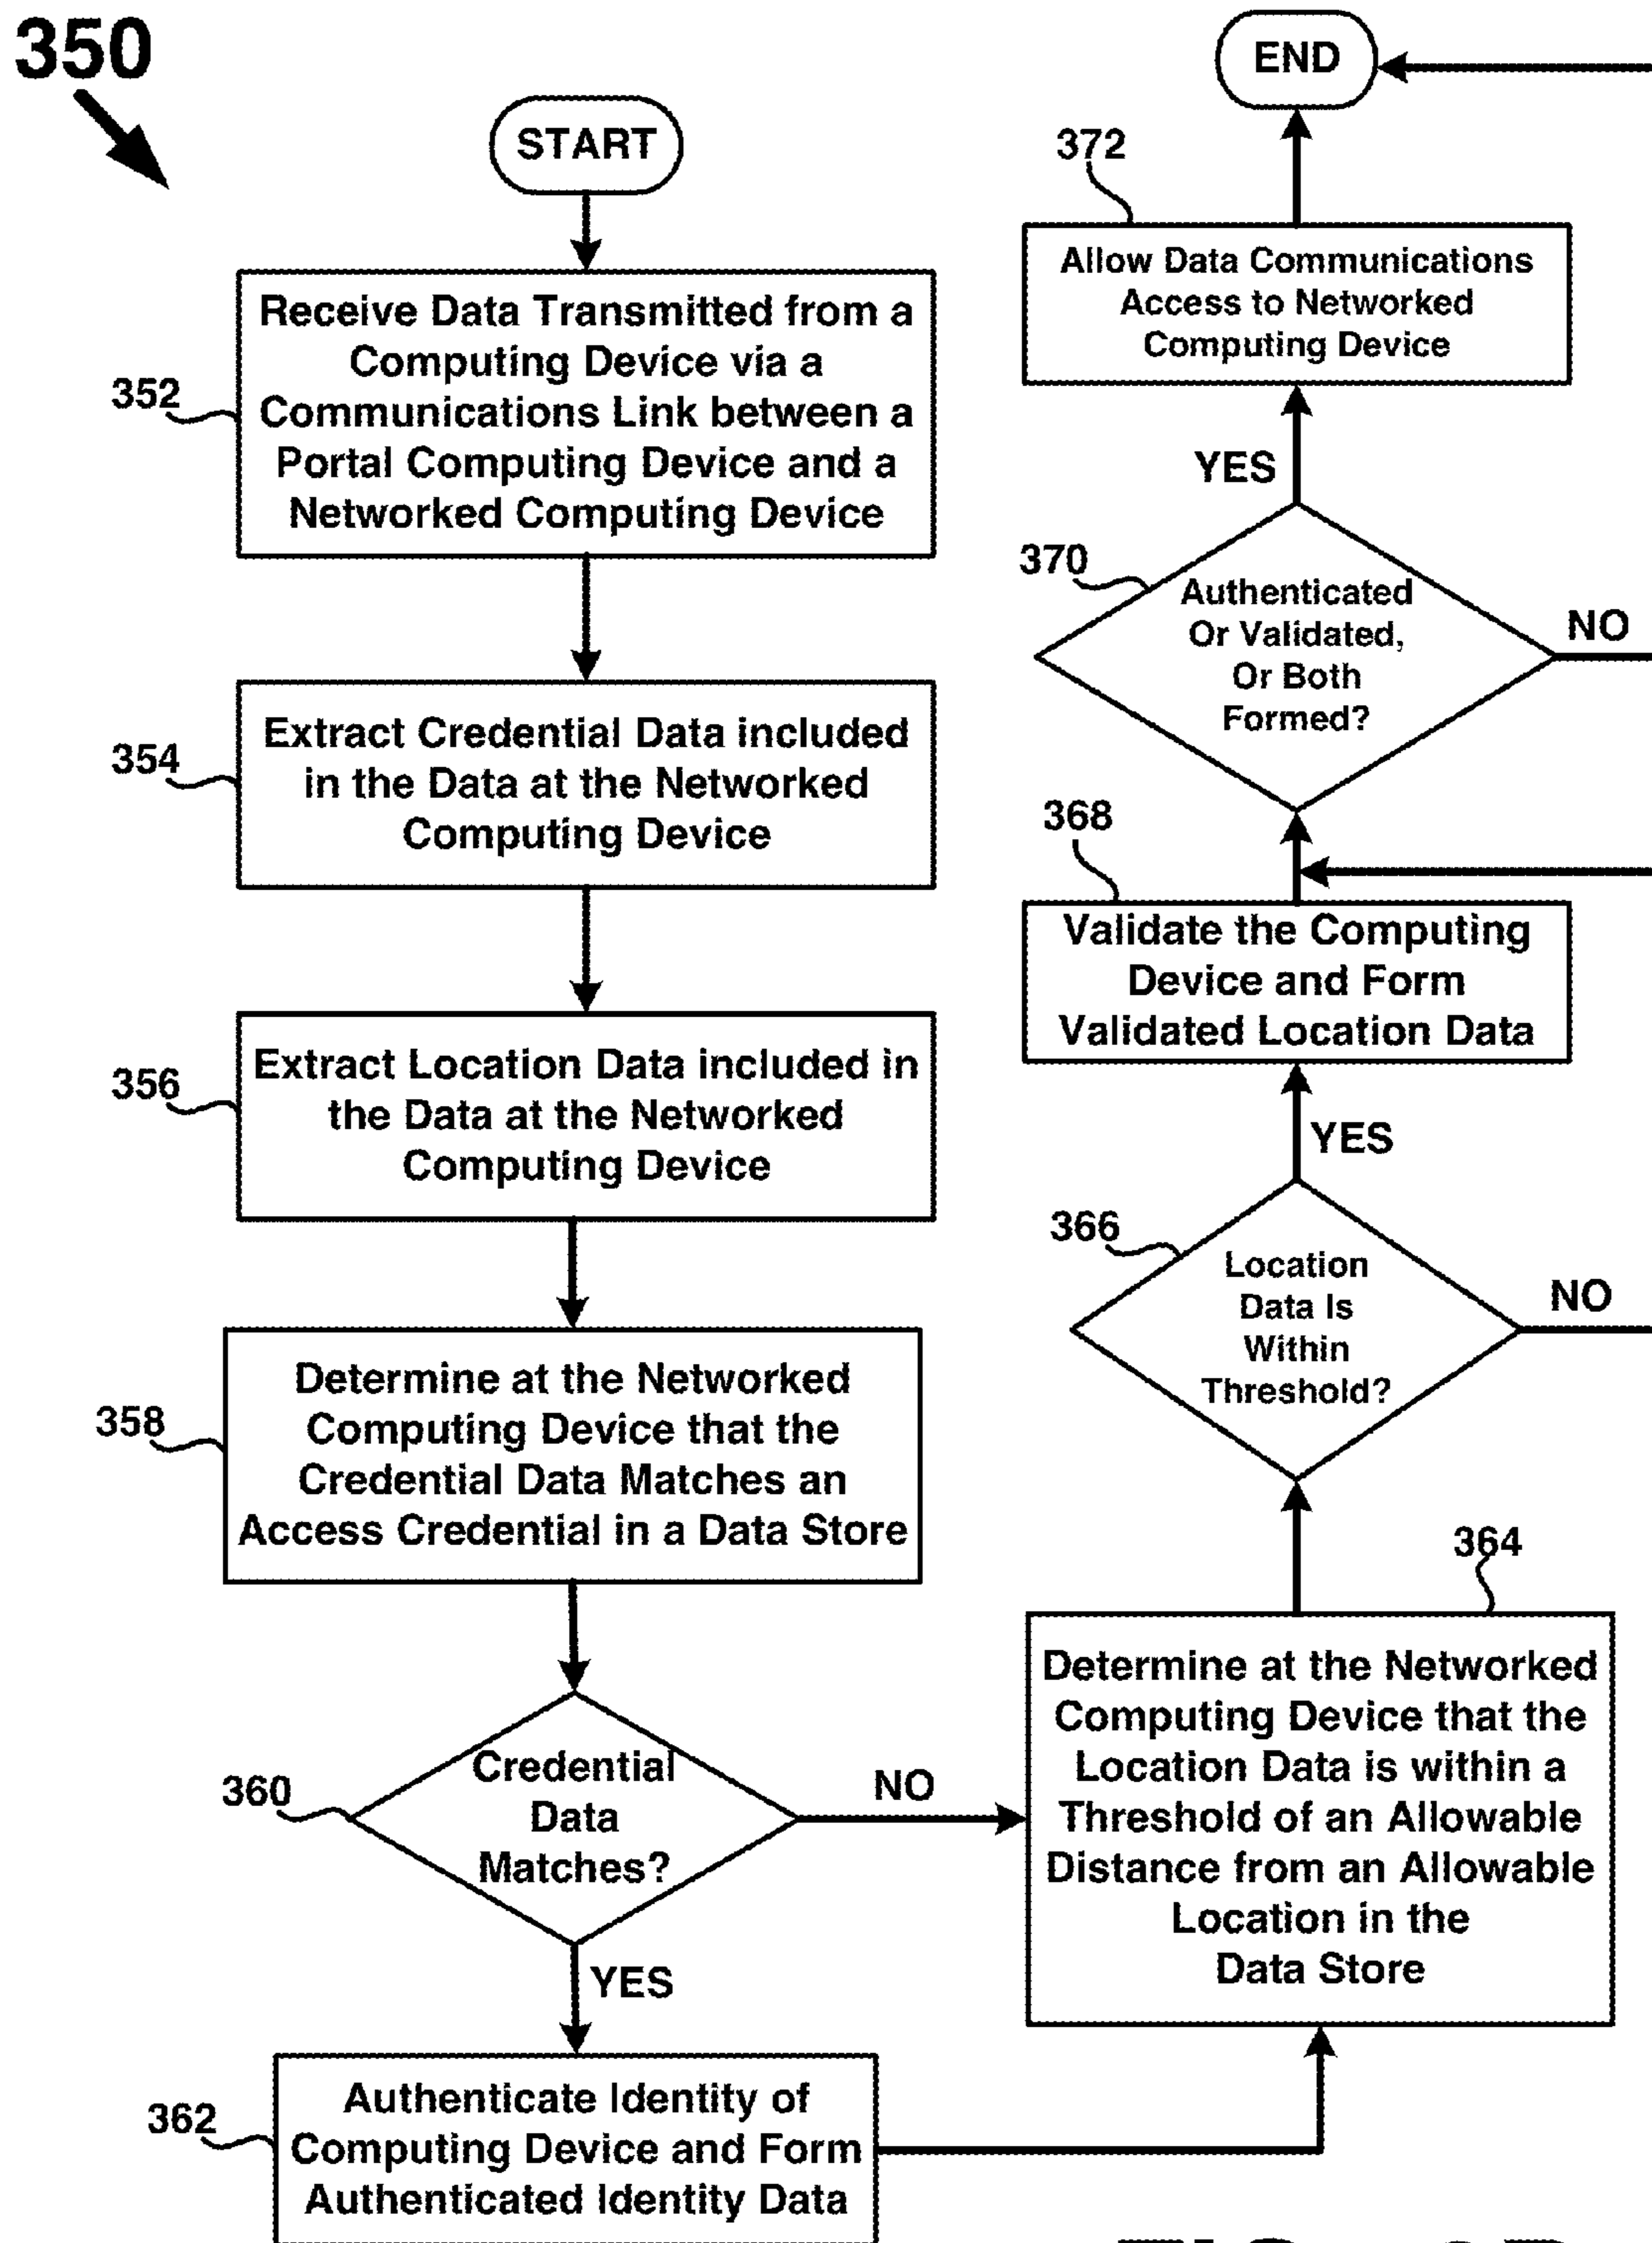 350
START
352
Receive Data Transmitted from a
Computing Device via a
Communications Link between a
Portal Computing Device and a
Networked Computing Device
354
Extract Credential Data included
in the Data at the Networked
Computing Device
356
Extract Location Data included in
the Data at the Networked
Computing Device
358
Determine at the Networked
Computing Device that the
Credential Data Matches an
Access Credential in a Data Store
360
Credential
Data
Matches?
NO
YES
362
Authenticate Identity of
Computing Device and Form
Authenticated Identity Data
364
Determine at the Networked
Computing Device that the
Location Data is within a
Threshold of an Allowable
Distance from an Allowable
Location in the
Data Store
366
Location
Data Is
Within
Threshold?
NO
YES
368
Validate the Computing
Device and Form
Validated Location Data
370
Authenticated
Or Validated,
Or Both
Formed?
NO
YES
372
Allow Data Communications
Access to Networked
Computing Device
END